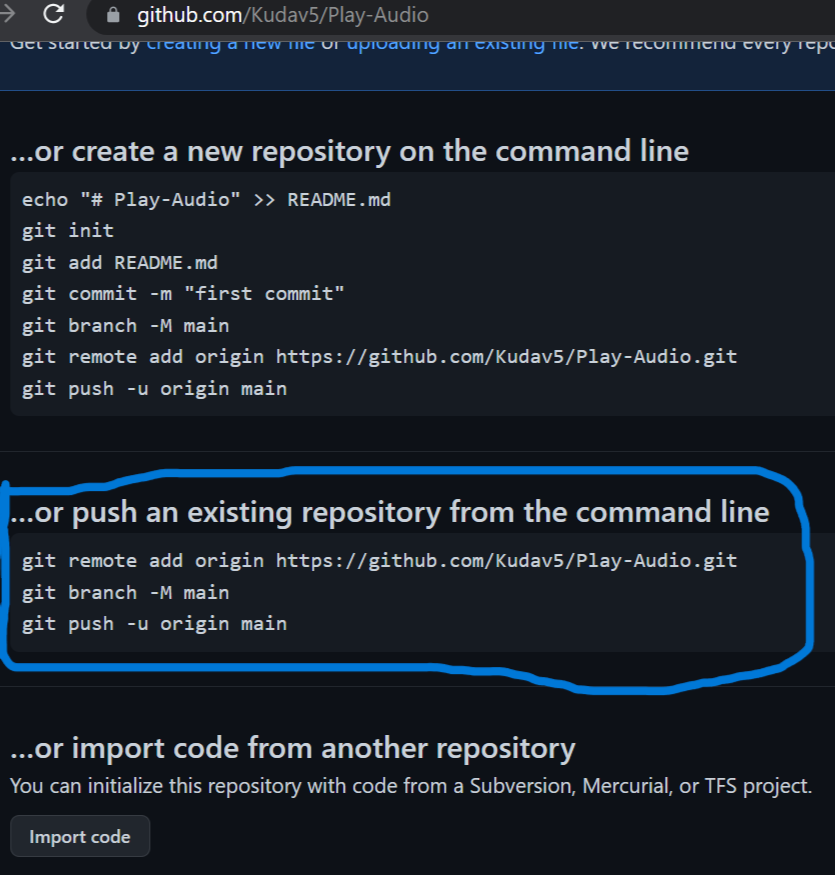 github.com/Kudav5/Play-Audio
Get started by creating a new file or uploading an existing file. We recommend every repo
...or create a new repository on the command line
echo "# Play-Audio" >> README.md
git init
git add README.md
git commit -m "first commit"
git branch -M main
git remote add origin https://github.com/Kudav5/Play-Audio.git
git push -u origin main
...or push an existing repository from the command line
git remote add origin https://github.com/Kudav5/Play-Audio.git
git branch -M main
git push -u origin main
...or import code from another repository
You can initialize this repository with code from a Subversion, Mercurial, or TFS project.
Import code